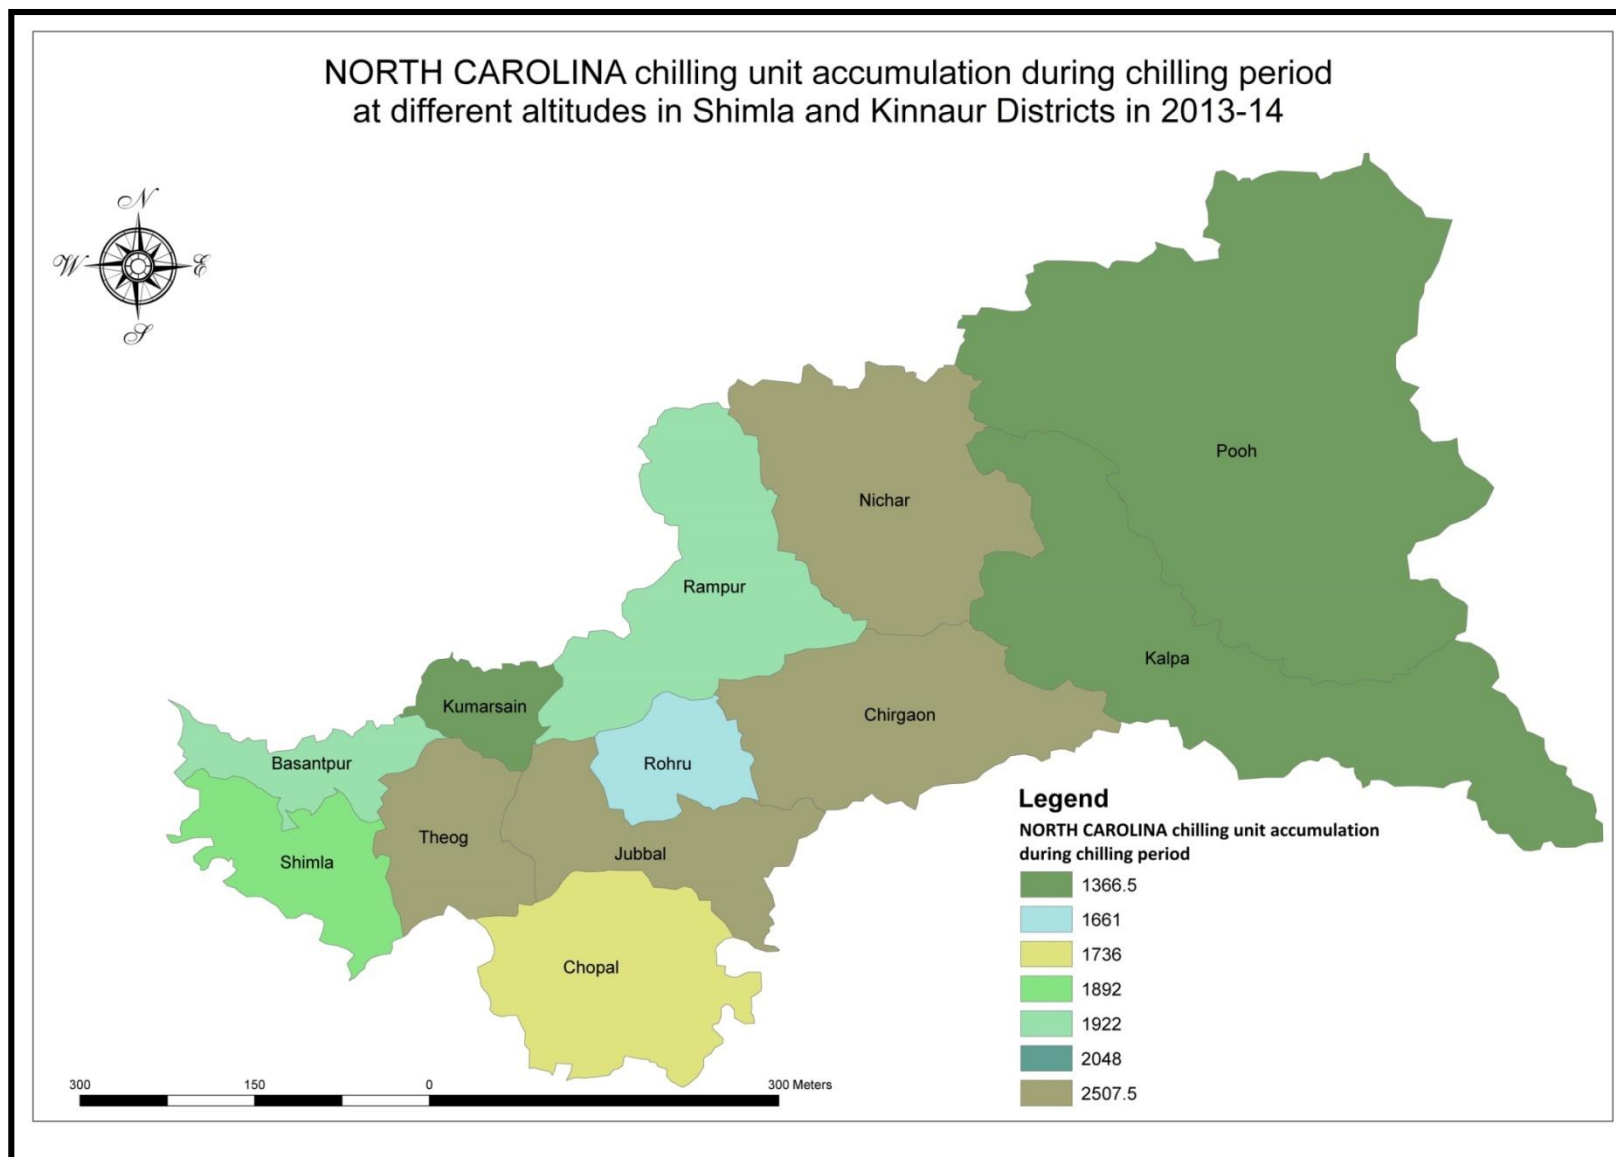 NORTH CAROLINA chilling unit accumulation during chilling period
at different altitudes in Shimla and Kinnaur Districts in 2013-14
N
W
E
S
Pooh
Nichar
Rampur
Kalpa
Kumarsain
Chirgaon
Basantpur
Rohru
Theog
Jubbal
Shimla
Chopal
Legend
NORTH CAROLINA chilling unit accumulation
during chilling period
1366.5
1661
1736
1892
1922
2048
2507.5
300 150 0 300 Meters